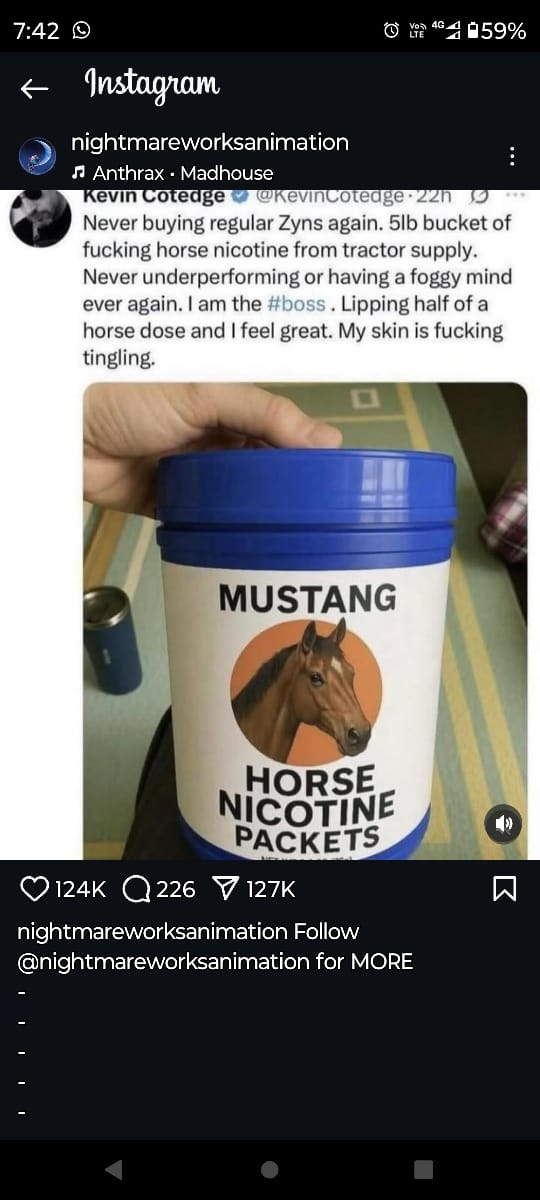 7:42
Vo) LTE 4G 59%
Instagram
nightmareworksanimation
Anthrax • Madhouse
Kevin Cotedge @KevinCotedge · 22h
Never buying regular Zyns again. 5lb bucket of
fucking horse nicotine from tractor supply.
Never underperforming or having a foggy mind
ever again. I am the #boss . Lipping half of a
horse dose and I feel great. My skin is fucking
tingling.
MUSTANG
HORSE
NICOTINE
PACKETS
124K 226 127K
nightmareworksanimation Follow
@nightmareworksanimation for MORE
-
-
-
-
-